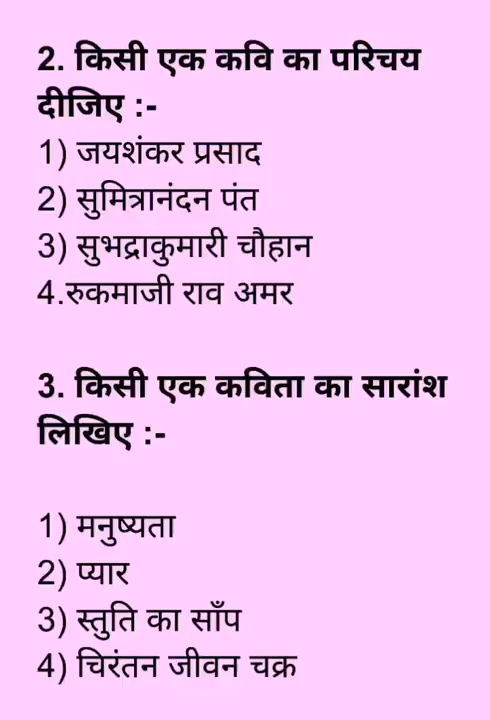 2. किसी एक कवि का परिचय
दीजिए :-
1) जयशंकर प्रसाद
2) सुमित्रानंदन पंत
3) सुभद्राकुमारी चौहान
4.रुकमाजी राव अमर
3. किसी एक कविता का सारांश
लिखिए :-
1) मनुष्यता
2) प्यार
3) स्तुति का साँप
4) चिरंतन जीवन चक्र